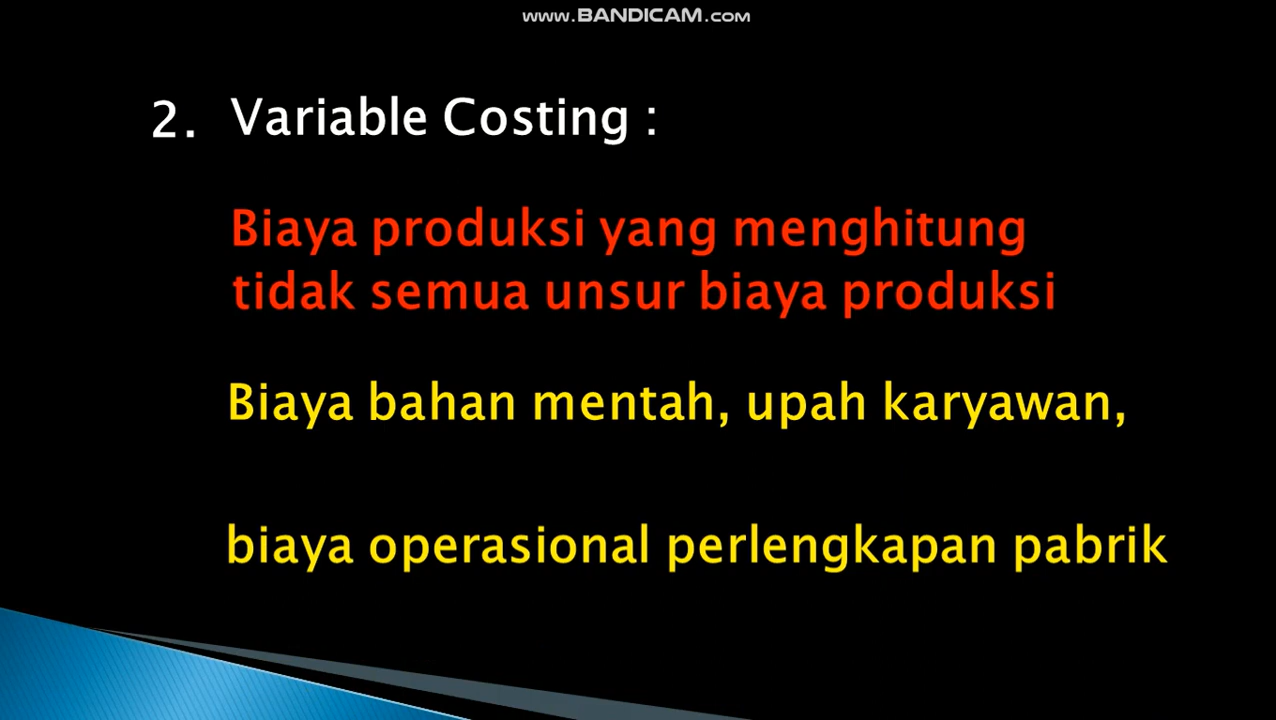 www.BANDICAM.com
2. Variable Costing :
Biaya produksi yang menghitung
tidak semua unsur biaya produksi
Biaya bahan mentah, upah karyawan,
biaya operasional perlengkapan pabrik